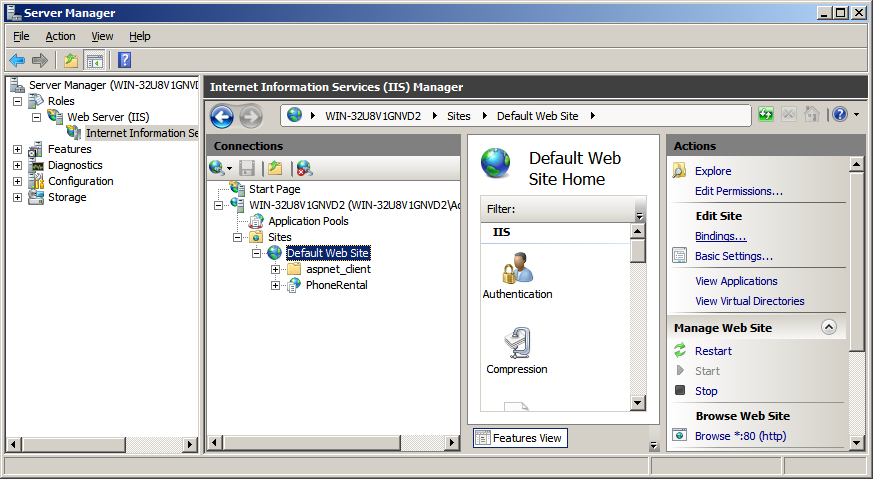 Server Manager
File Action View Help
Server Manager (WIN-32U8V1GNVD
Roles
Web Server (IIS)
Internet Information Se
Features
Diagnostics
Configuration
Storage
Internet Information Services (IIS) Manager
WIN-32U8V1GNVD2 Sites Default Web Site
Connections
Start Page
WIN-32U8V1GNVD2 (WIN-32U8V1GNVD2\Ad
Application Pools
Sites
Default Web Site
aspnet_client
PhoneRental
Default Web
Site Home
Filter:
IIS
Authentication
Compression
Features View
Actions
Explore
Edit Permissions...
Edit Site
Bindings...
Basic Settings...
View Applications
View Virtual Directories
Manage Web Site
Restart
Start
Stop
Browse Web Site
Browse *:80 (http)